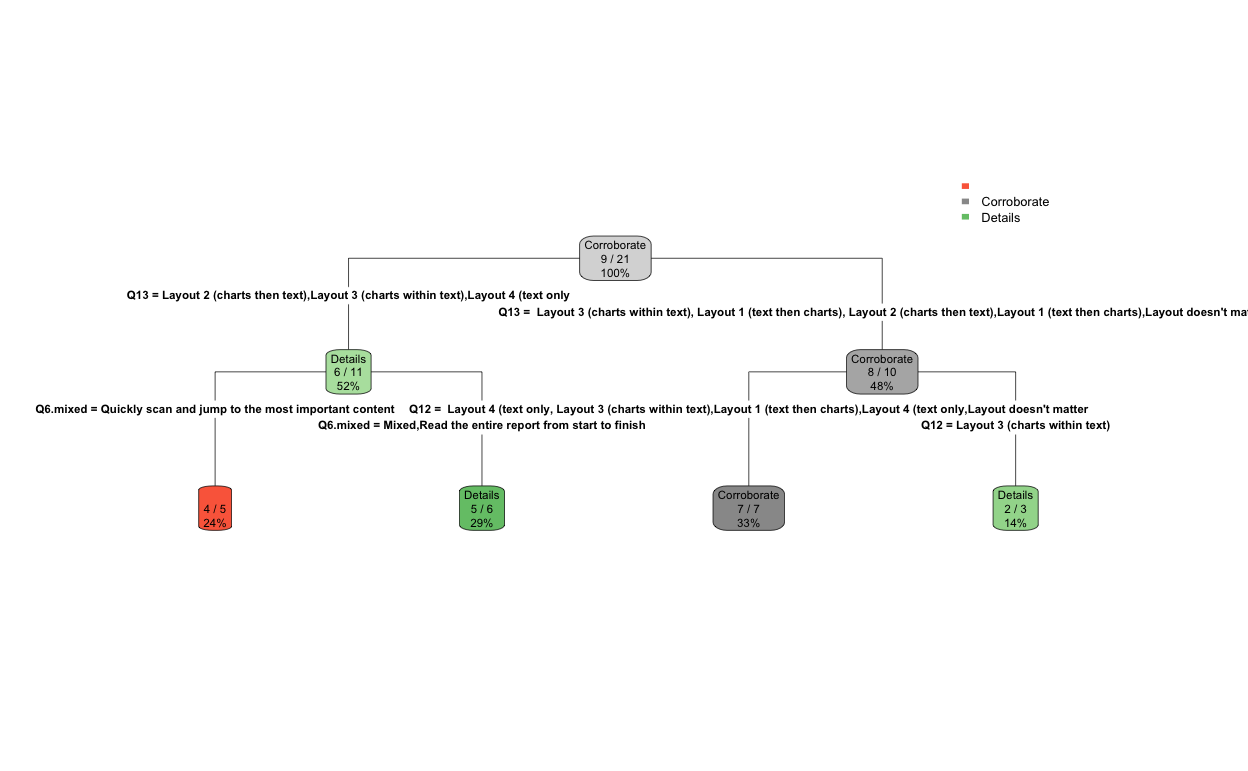 Corroborate
Details
Corroborate
9 / 21
100%
Q13 = Layout 2 (charts then text),Layout 3 (charts within text),Layout 4 (text only
Q13 =  Layout 3 (charts within text), Layout 1 (text then charts), Layout 2 (charts then text),Layout 1 (text then charts),Layout doesn't ma
Details
6 / 11
52%
Corroborate
8 / 10
48%
Q6.mixed = Quickly scan and jump to the most important content
Q12 =  Layout 4 (text only, Layout 3 (charts within text),Layout 1 (text then charts),Layout 4 (text only,Layout doesn't matter
Q6.mixed = Mixed,Read the entire report from start to finish
Q12 = Layout 3 (charts within text)
4 / 5
24%
Details
5 / 6
29%
Corroborate
7 / 7
33%
Details
2 / 3
14%